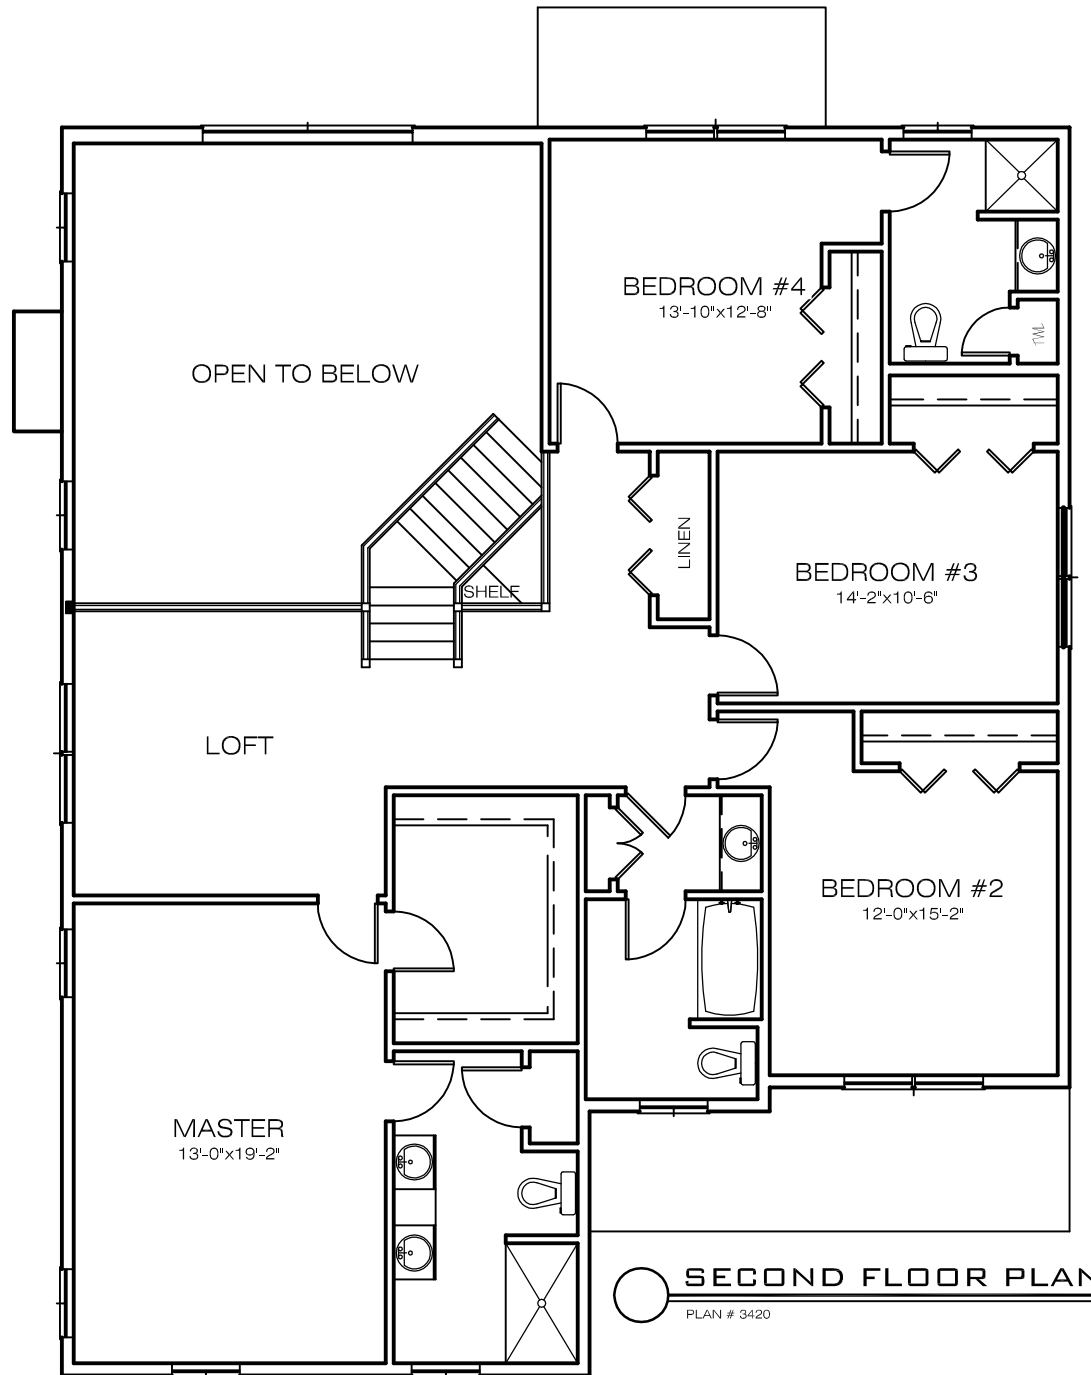 BEDROOM #4
13'-10"x12'-8"
TWL
OPEN TO BELOW
LINEN
BEDROOM #3
14'-2"x10'-6"
SHELF
LOFT
BEDROOM #2
12'-0"x15'-2"
MASTER
13'-0"x19'-2"
SECOND FLOOR PLAN
PLAN # 3420